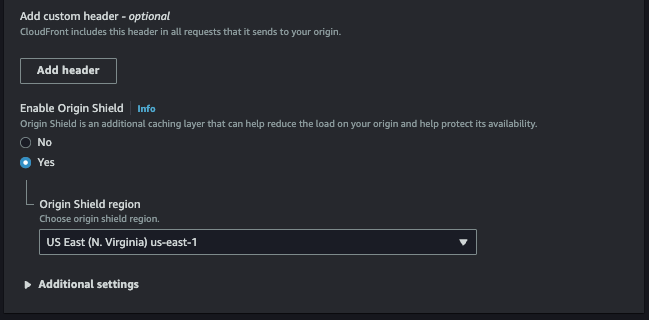 Add custom header - optional
CloudFront includes this header in all requests that it sends to your origin.
Add header
Enable Origin Shield Info
Origin Shield is an additional caching layer that can help reduce the load on your origin and help protect its availability.
No
Yes
Origin Shield region
Choose origin shield region.
US East (N. Virginia) us-east-1
Additional settings